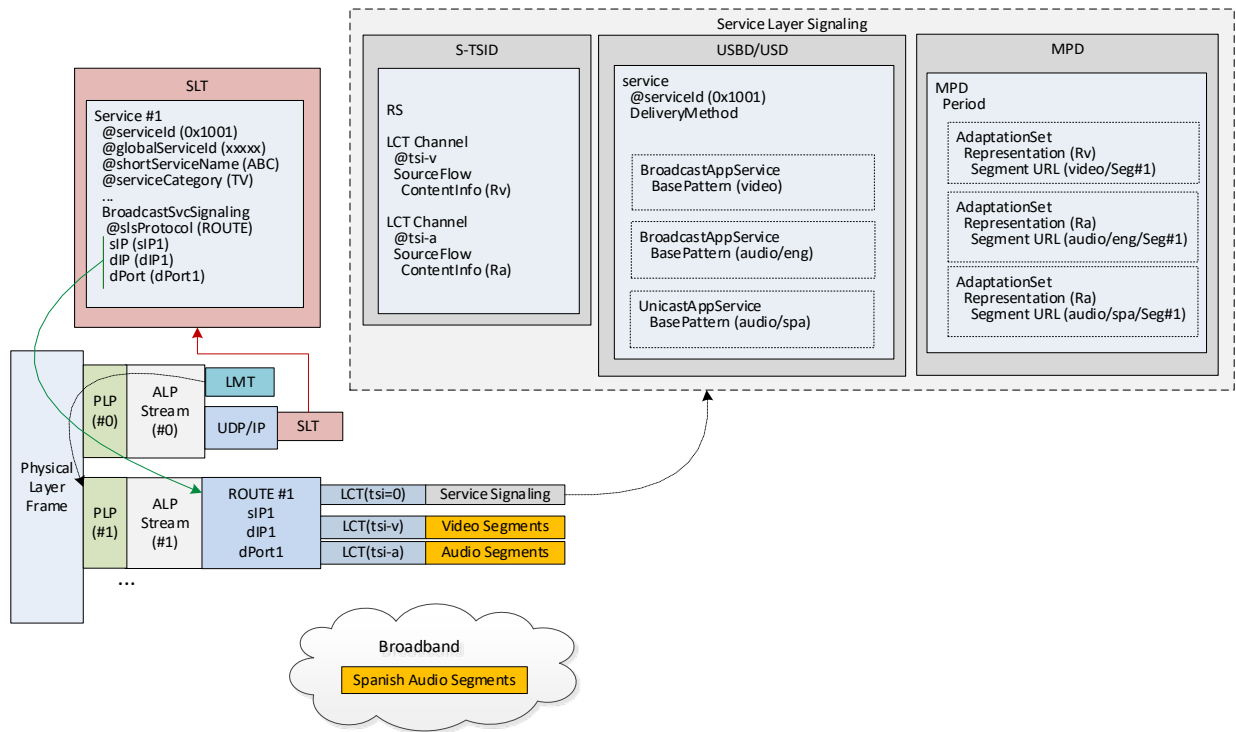 Service Layer Signaling
S-TSID
RS
LCT Channel
@tsi-v
SourceFlow
ContentInfo (Rv)
LCT Channel
@tsi-a
SourceFlow
ContentInfo (Ra)
USBD/USD
service
@serviceId (0x1001)
DeliveryMethod
BroadcastAppService
BasePattern (video)
BroadcastAppService
BasePattern (audio/eng)
UnicastAppService
BasePattern (audio/spa)
MPD
MPD
Period
AdaptationSet
Representation (Rv)
Segment URL (video/Seg#1)
AdaptationSet
Representation (Ra)
Segment URL (audio/eng/Seg#1)
AdaptationSet
Representation (Ra)
Segment URL (audio/spa/Seg#1)
SLT
Service #1
@serviceId (0x1001)
@globalServiceId (xxxxx)
@shortServiceName (ABC)
@serviceCategory (TV)
...
BroadcastSvcSignaling
@slsProtocol (ROUTE)
sIP (sIP1)
dIP (dIP1)
dPort (dPort1)
Physical
Layer
Frame
PLP
(#0)
ALP
Stream
(#0)
LMT
UDP/IP
SLT
PLP
(#1)
ALP
Stream
(#1)
ROUTE #1
sIP1
dIP1
dPort1
LCT(tsi=0)
Service Signaling
LCT(tsi-v)
Video Segments
LCT(tsi-a)
Audio Segments
...
Broadband
Spanish Audio Segments